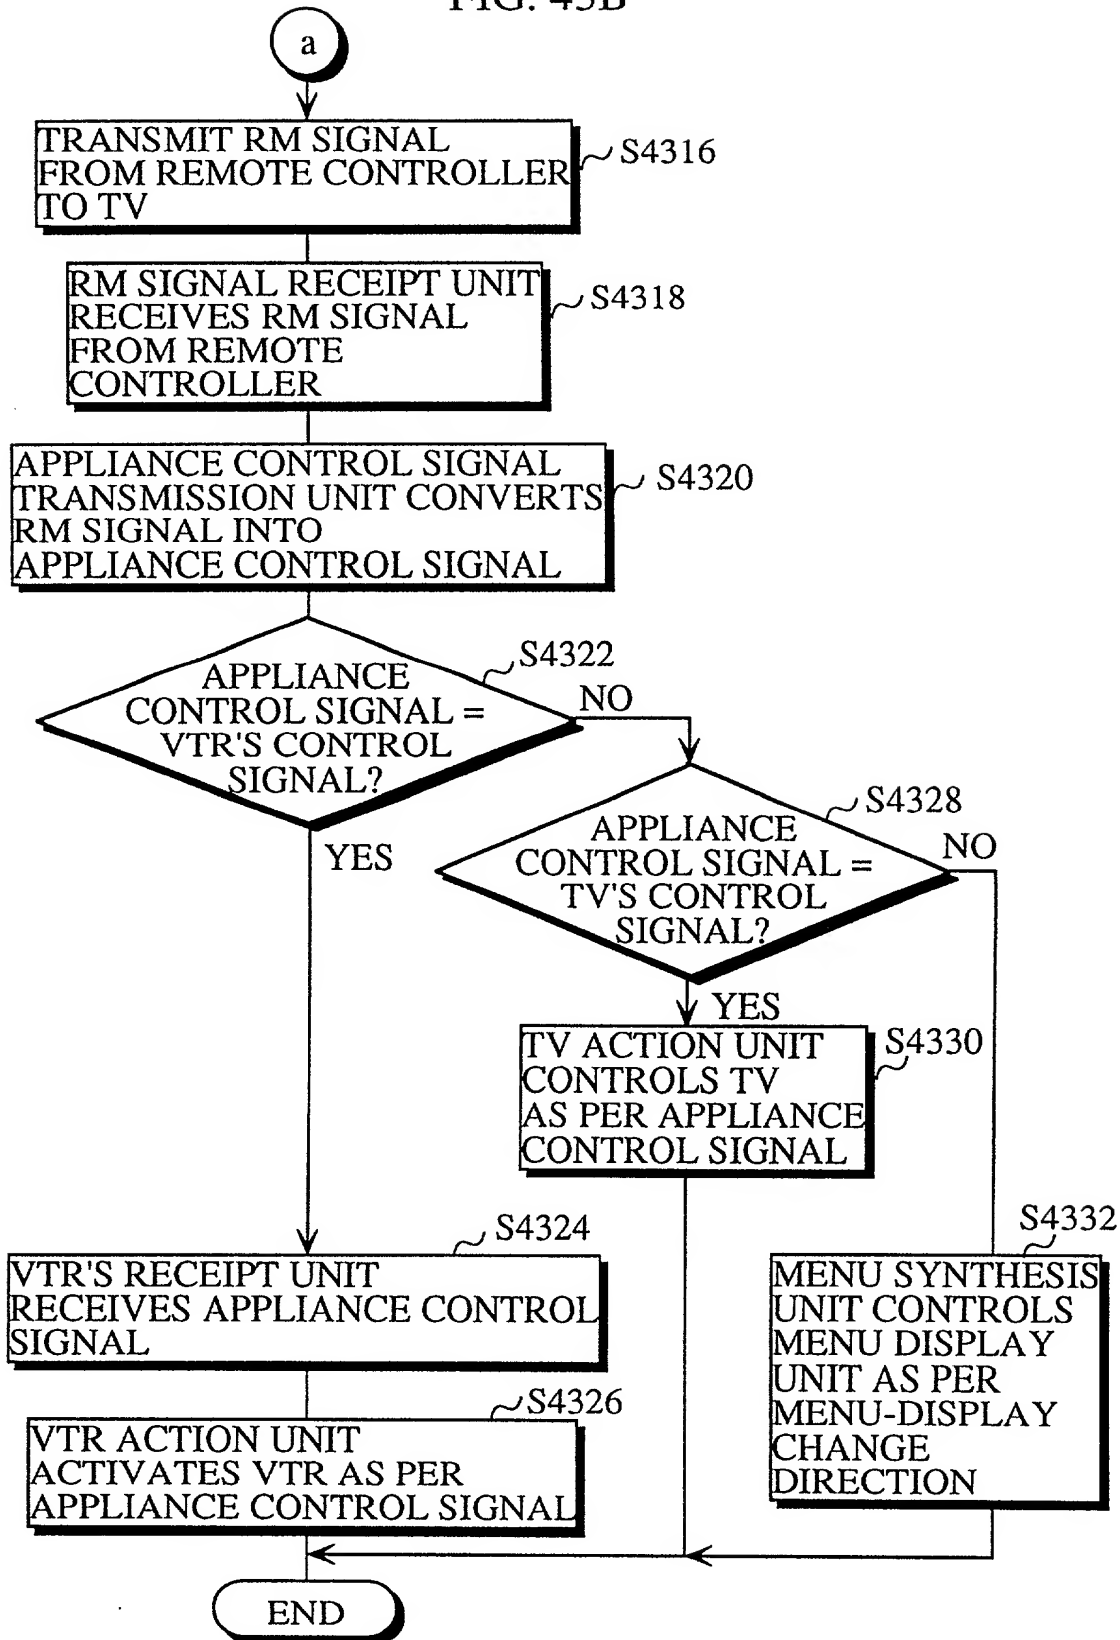 FIG. 43B
a
TRANSMIT RM SIGNAL
FROM REMOTE CONTROLLER
TO TV
S4316
RM SIGNAL RECEIPT UNIT
RECEIVES RM SIGNAL
FROM REMOTE
CONTROLLER
S4318
APPLIANCE CONTROL SIGNAL
TRANSMISSION UNIT CONVERTS
RM SIGNAL INTO
APPLIANCE CONTROL SIGNAL
S4320
APPLIANCE
CONTROL SIGNAL =
VTR'S CONTROL
SIGNAL?
S4322
NO
YES
APPLIANCE
CONTROL SIGNAL =
TV'S CONTROL
SIGNAL?
S4328
NO
YES
TV ACTION UNIT
CONTROLS TV
AS PER APPLIANCE
CONTROL SIGNAL
S4330
VTR'S RECEIPT UNIT
RECEIVES APPLIANCE CONTROL
SIGNAL
S4324
MENU SYNTHESIS
UNIT CONTROLS
MENU DISPLAY
UNIT AS PER
MENU-DISPLAY
CHANGE
DIRECTION
S4332
VTR ACTION UNIT
ACTIVATES VTR AS PER
APPLIANCE CONTROL SIGNAL
S4326
END